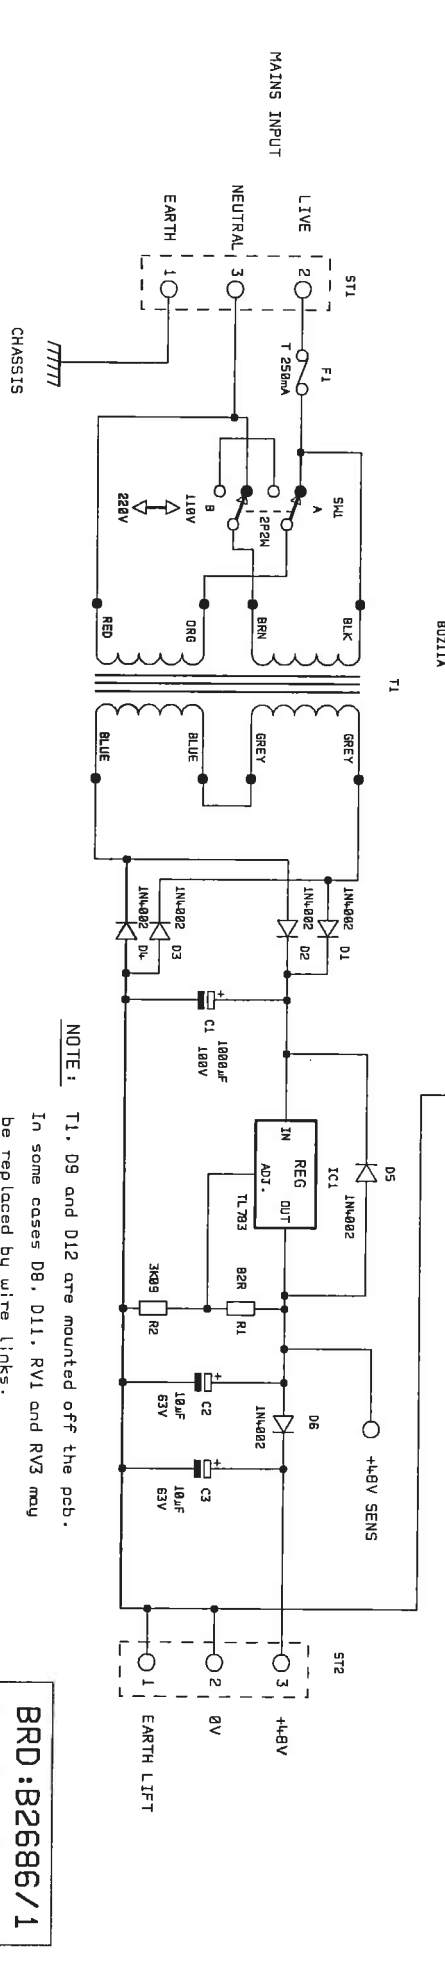 MAINS INPUT
LIVE
NEUTRAL
EARTH
2
3
1
ST1
CHASSIS
F1
T 250mA
SW1
A
B
2P2W
110V
220V
BLK
BRN
ORG
RED
T1
GREY
GREY
BLUE
BLUE
1N4002
D1
1N4002
D2
1N4002
D3
1N4002
D4
C1
1000µF
100V
+
D5
1N4002
IC1
IN
REG
OUT
ADJ.
TL783
82R
R1
3K09
R2
+
C2
10µF
63V
D6
1N4002
+
C3
10µF
63V
+48V SENS
ST2
3
2
1
+48V
0V
EARTH LIFT
NOTE: T1, D9 and D12 are mounted off the pcb.
In some cases D8, D11, RV1 and RV3 may
be replaced by wire links.
BRD:B2686/1